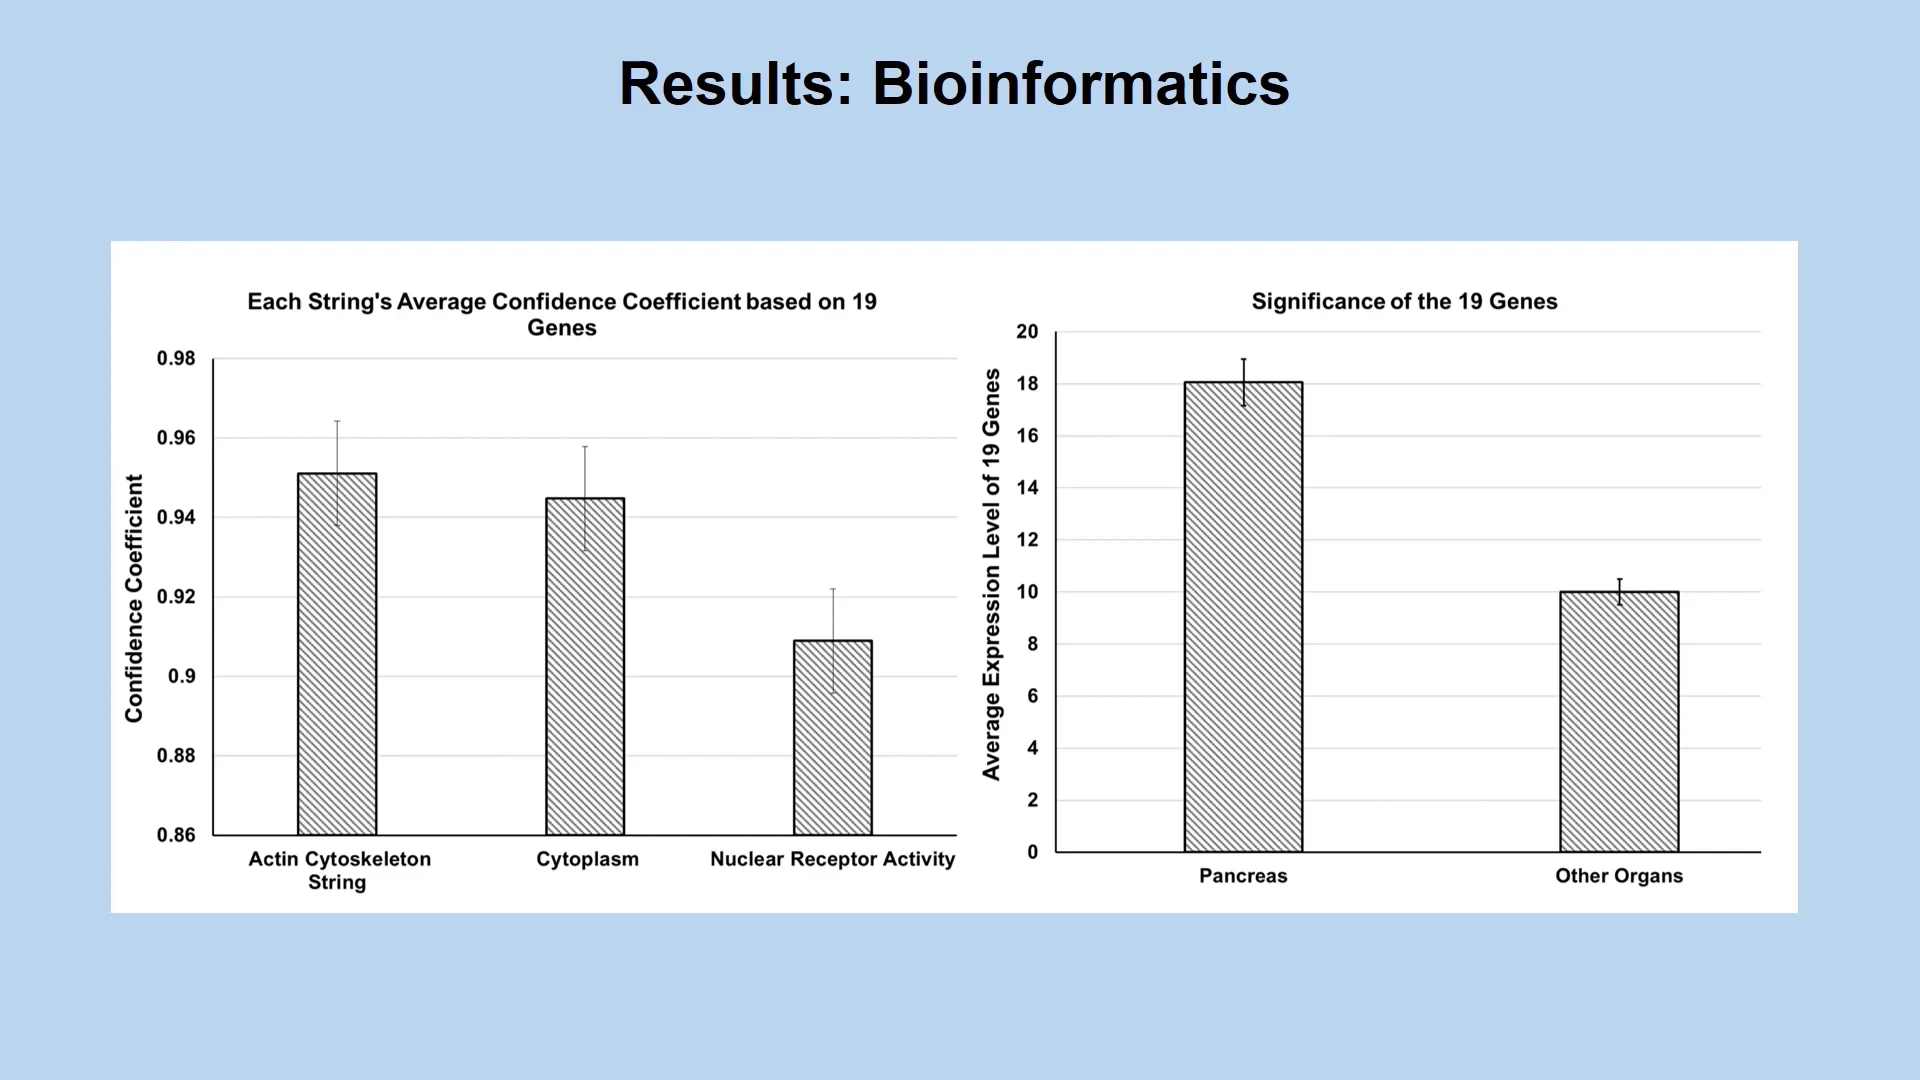 Results: Bioinformatics
Each String's Average Confidence Coefficient based on 19
Genes
Confidence Coefficient
0.98
0.96
0.94
0.92
0.9
0.88
0.86
Actin Cytoskeleton
String
Cytoplasm
Nuclear Receptor Activity
Significance of the 19 Genes
Average Expression Level of 19 Genes
20
18
16
14
12
10
8
6
4
2
0
Pancreas
Other Organs